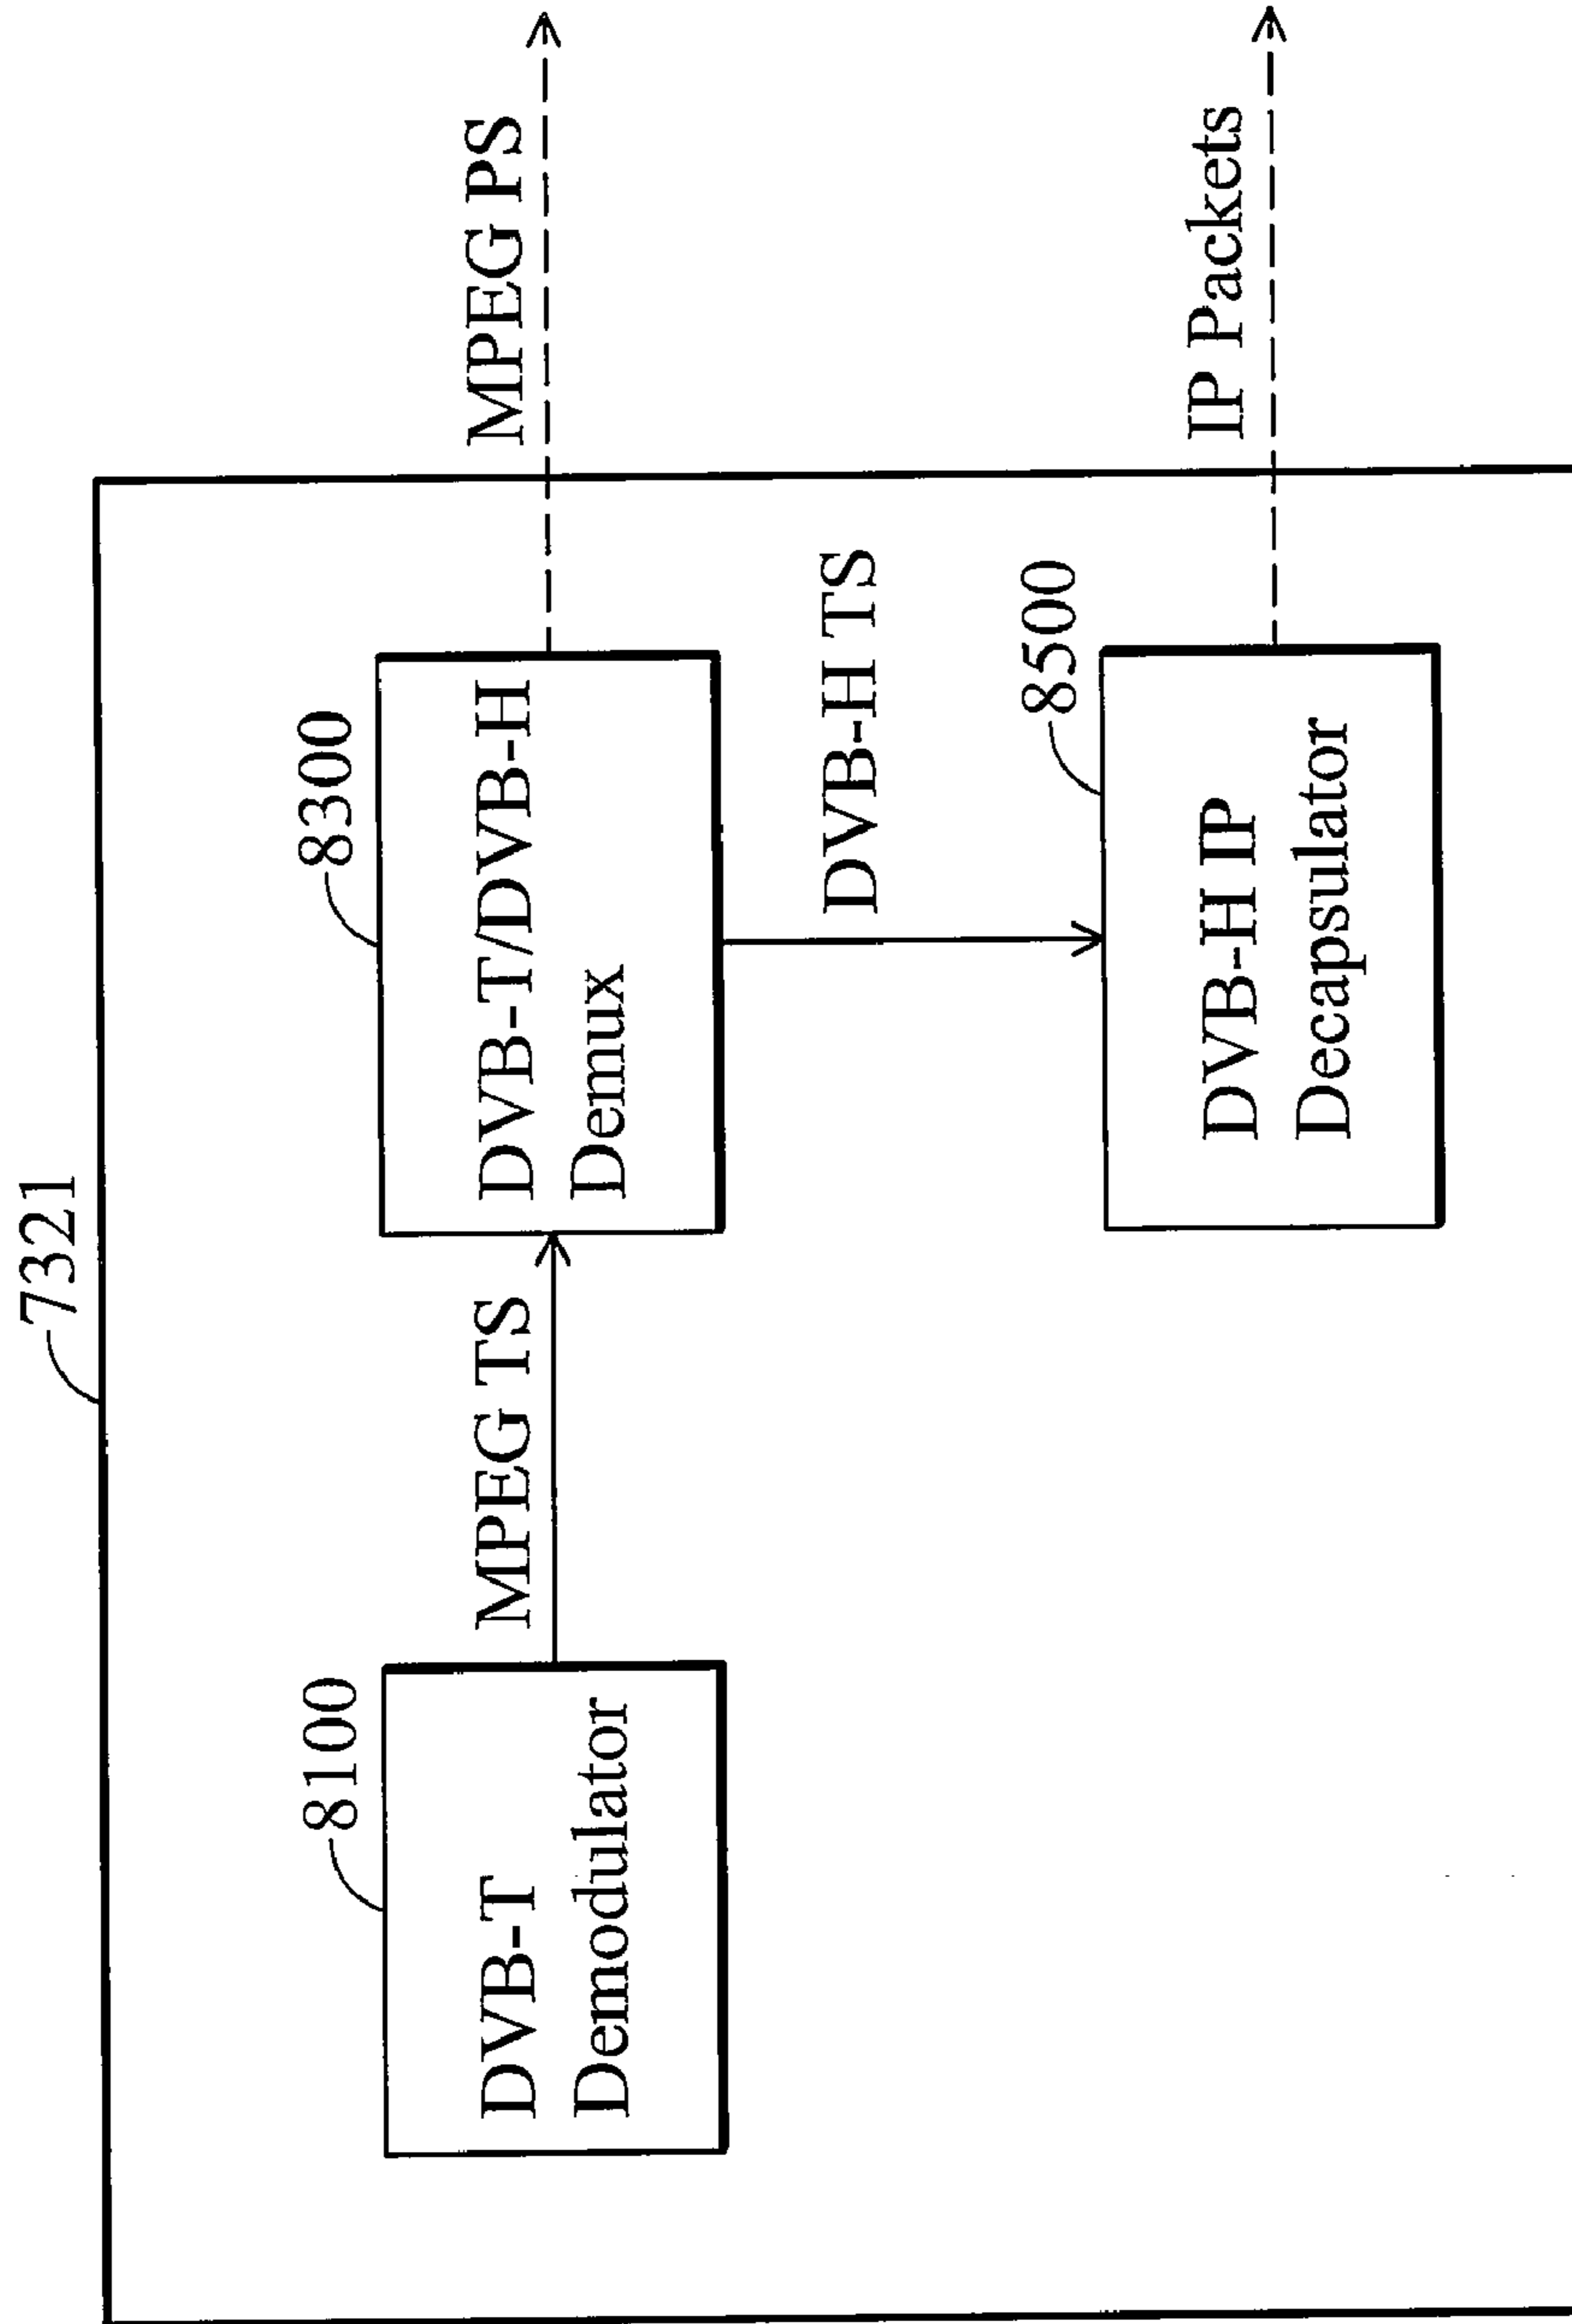 7321
8100
DVB-T
Demodulator
MPEG TS
8300
DVB-T/DVB-H
Demux
MPEG PS
DVB-H TS
8500
DVB-H IP
Decapsulator
IP Packets